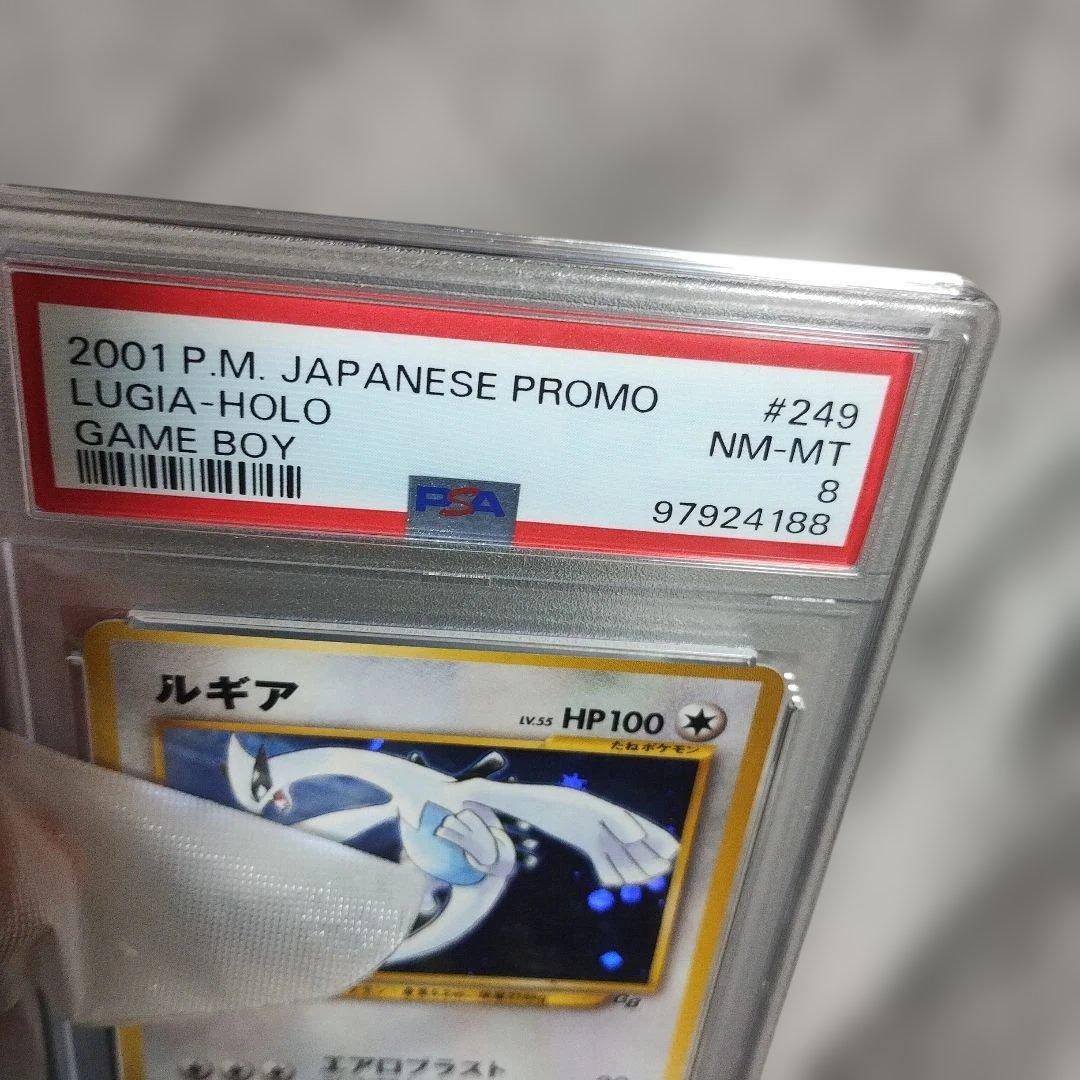 2001 P.M. JAPANESE PROMO #249
LUGIA-HOLO NM-MT
GAME BOY 8
PSA 97924188
ルギア LV.55 HP100
たねポケモン
GB
エアロブラスト